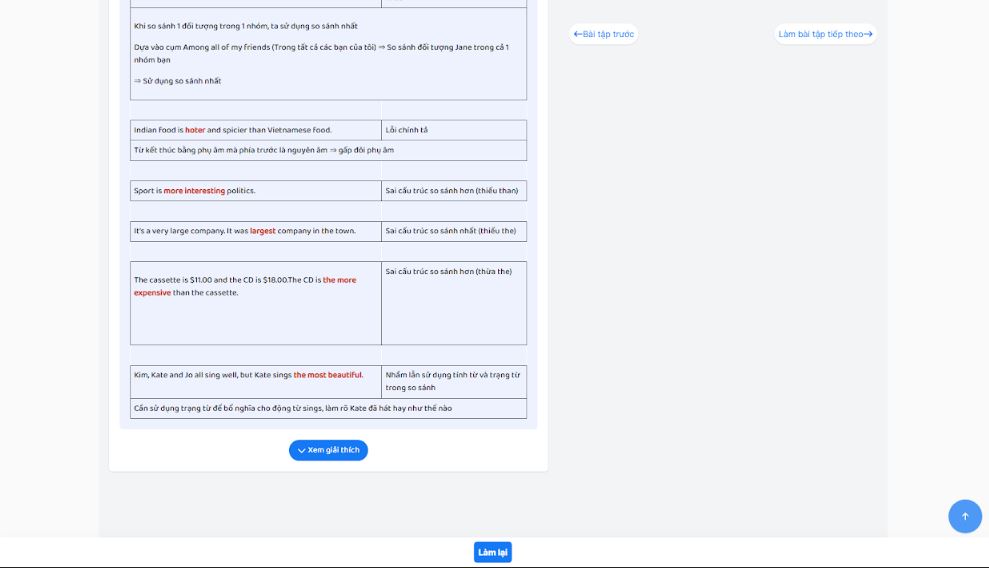 Khi so sánh 1 đối tượng trong 1 nhóm, ta sử dụng so sánh nhất
Dựa vào cụm Among all of my friends (Trong tất cả các bạn của tôi) ⇒ So sánh đối tượng Jane trong cả 1
nhóm bạn
⇒ Sử dụng so sánh nhất
Indian food is hoter and spicier than Vietnamese food.
Lỗi chính tả
Từ kết thúc bằng phụ âm mà phía trước là nguyên âm ⇒ gấp đôi phụ âm
Sport is more interesting politics.
Sai cấu trúc so sánh hơn (thiếu than)
It's a very large company. It was largest company in the town.
Sai cấu trúc so sánh nhất (thiếu the)
The cassette is $11.00 and the CD is $18.00.The CD is the more
expensive than the cassette.
Sai cấu trúc so sánh hơn (thừa the)
Kim, Kate and Jo all sing well, but Kate sings the most beautiful.
Nhầm lẫn sử dụng tính từ và trạng từ
trong so sánh
Cần sử dụng trạng từ để bổ nghĩa cho động từ sings, làm rõ Kate đã hát hay như thế nào
Xem giải thích
←Bài tập trước
Làm bài tập tiếp theo→
Làm lại